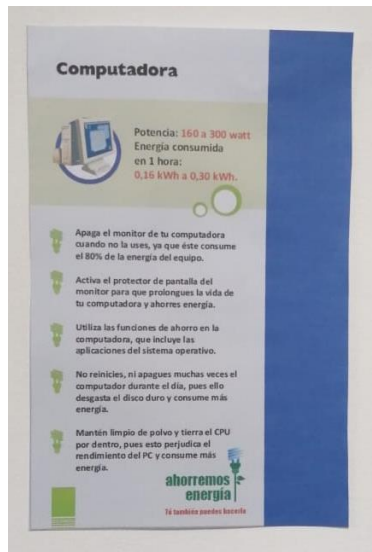 Computadora
Potencia: 160 a 300 watt
Energía consumida
en 1 hora:
0,16 kWh a 0,30 kWh.
Apaga el monitor de tu computadora
cuando no la uses, ya que éste consume
el 80% de la energía del equipo.
Activa el protector de pantalla del
monitor para que prolongues la vida de
tu computadora y ahorres energía.
Utiliza las funciones de ahorro en la
computadora, que incluye las
aplicaciones del sistema operativo.
No reinicies, ni apagues muchas veces el
computador durante el día, pues ello
desgasta el disco duro y consume más
energía.
Mantén limpio de polvo y tierra el CPU
por dentro, pues esto perjudica el
rendimiento del PC y consume más
energía.
ahorremos
energía
Tú también puedes hacerlo